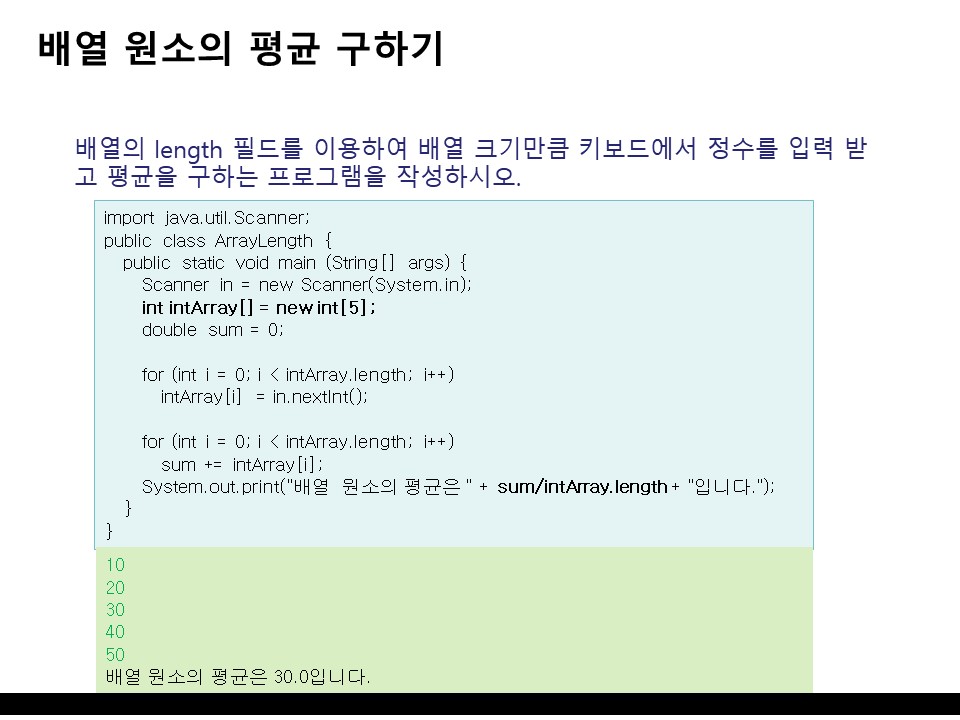 배열 원소의 평균 구하기
배열의 length 필드를 이용하여 배열 크기만큼 키보드에서 정수를 입력 받
고 평균을 구하는 프로그램을 작성하시오.
import java.util.Scanner;
public class ArrayLength {
public static void main (String[] args) {
Scanner in = new Scanner(System.in);
int intArray[] = new int[5];
double sum = 0;
for (int i = 0; i < intArray.length; i++)
intArray[i] = in.nextInt();
for (int i = 0; i < intArray.length; i++)
sum += intArray[i];
System.out.print("배열 원소의 평균은 " + sum/intArray.length + "입니다.");
}
}
10
20
30
40
50
배열 원소의 평균은 30.0입니다.